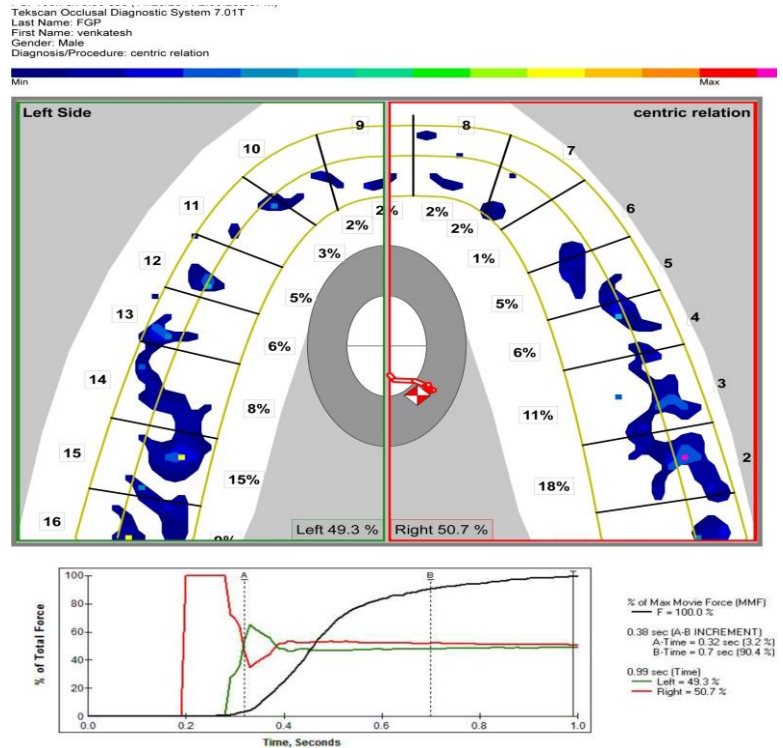 Tekscan Occlusal Diagnostic System 7.01T
Last Name: FGP
First Name: venkatesh
Gender: Male
Diagnosis/Procedure: centric relation
Min Max
Left Side 9 8 centric relation
10 7
11 6
12 5
13 4
14 3
15 2
16
2% 2% 2%
2%
3% 1%
5% 5%
6% 6%
8% 11%
15% 18%
Left 49.3 % Right 50.7 %
% of Total Force
100
80
60
40
20
0
A B
0.0 0.2 0.4 0.6 0.8 1.0
Time, Seconds
% of Max Movie Force (MMF)
F = 100.0 %
0.38 sec (A-B INCREMENT)
A-Time = 0.32 sec (3.2 %)
B-Time = 0.7 sec (90.4 %)
0.99 sec (Time)
Left = 49.3 %
Right = 50.7 %